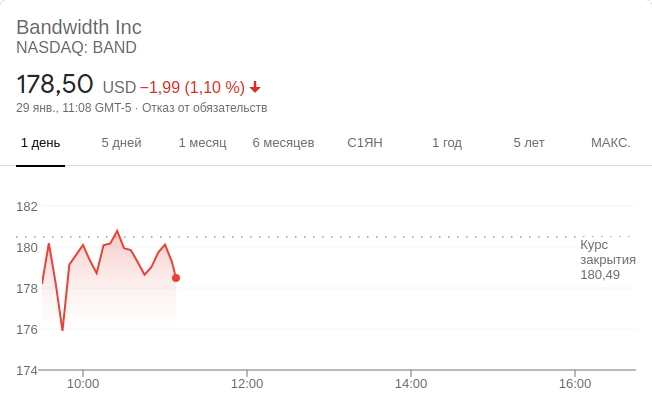 Bandwidth Inc
NASDAQ: BAND
178,50 USD −1,99 (1,10 %)
29 янв., 11:08 GMT-5 · Отказ от обязательств
1 день 5 дней 1 месяц 6 месяцев С1ЯН 1 год 5 лет МАКС.
182
180
178
176
174
Курс
закрытия
180,49
10:00 12:00 14:00 16:00